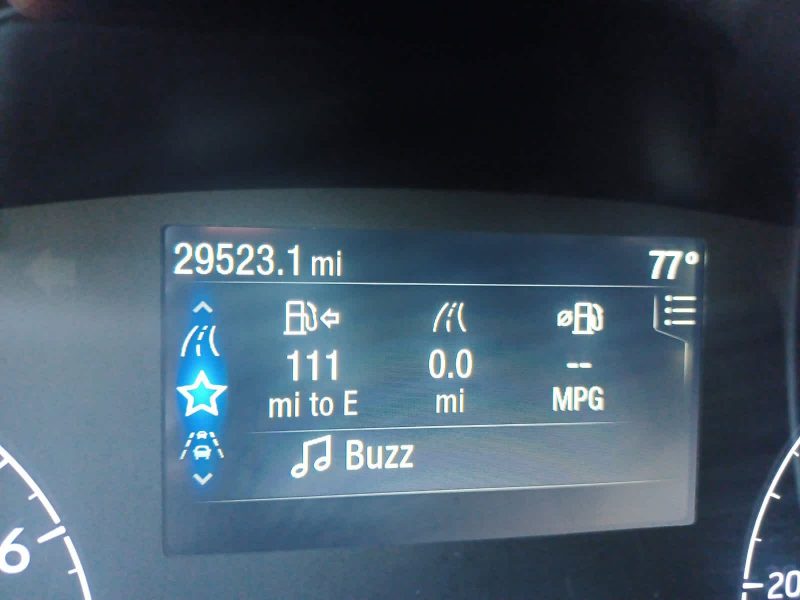 29523.1 mi 77°
111 0.0 -- 
mi to E mi MPG
Buzz
6 20